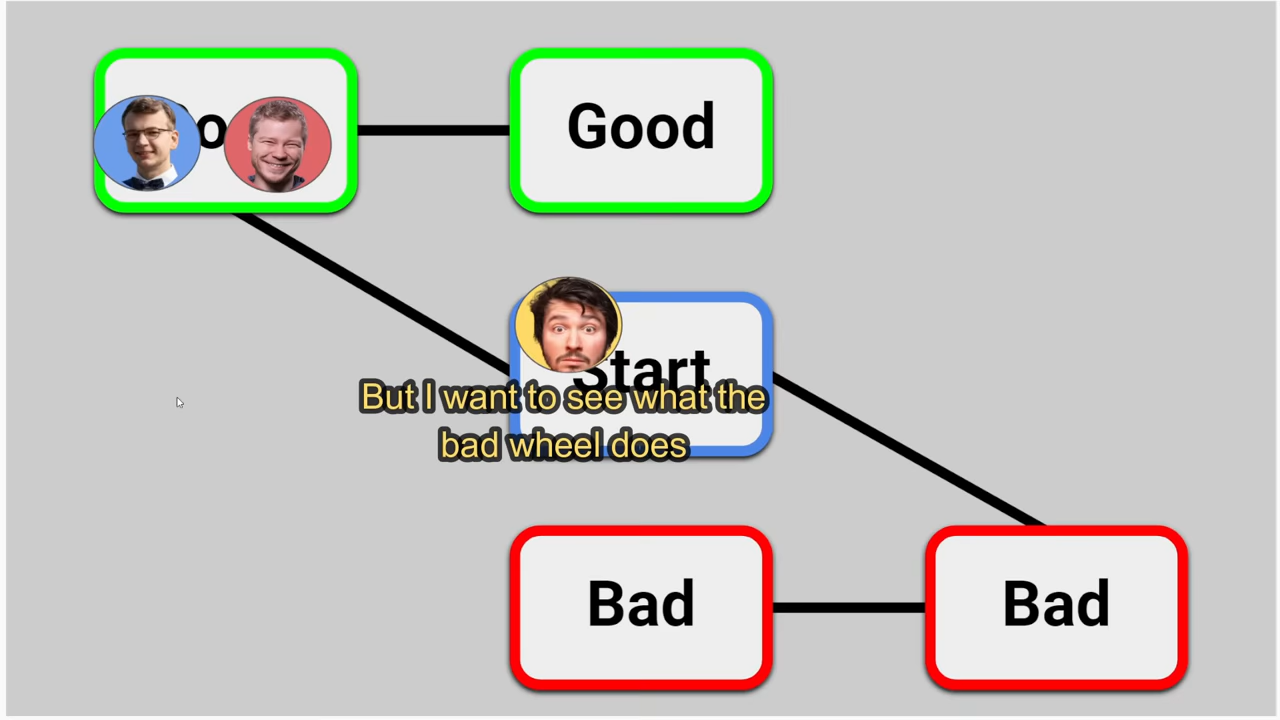 Good
Start
But I want to see what the
bad wheel does
Bad
Bad